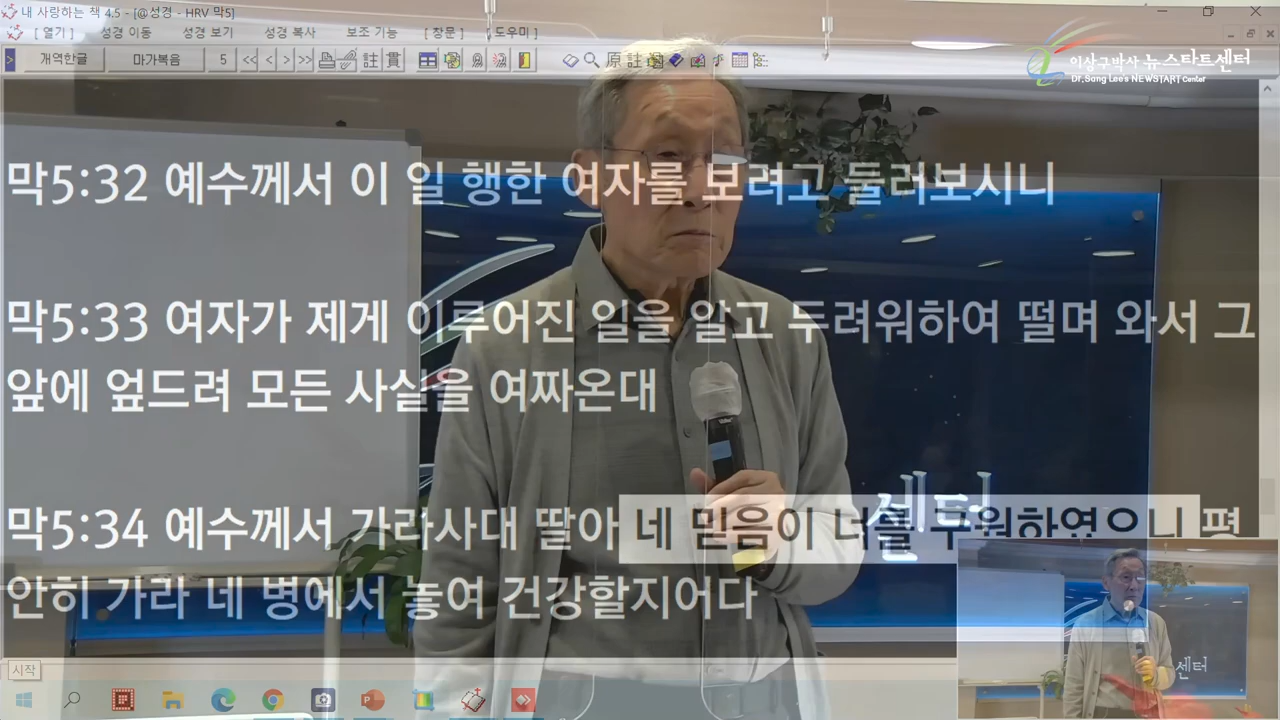 내 사랑하는 책 4.5 - [@성경 - HRV 막5]
[ 열기 ] 성경 이동 성경 보기 성경 복사 보조 기능 [ 창문 ] [ 도우미 ]
개역한글 마가복음 5 << < > >> 註 貫 原 註
이상구박사 뉴스타트센터
Dr. Sang Lee's NEWSTART Center
막5:32 예수께서 이 일 행한 여자를 보려고 둘러보시니
막5:33 여자가 제게 이루어진 일을 알고 두려워하여 떨며 와서 그
앞에 엎드려 모든 사실을 여짜온대
막5:34 예수께서 가라사대 딸아 네 믿음이 너를 구원하였으니 평
안히 가라 네 병에서 놓여 건강할지어다
센터
센터
시작